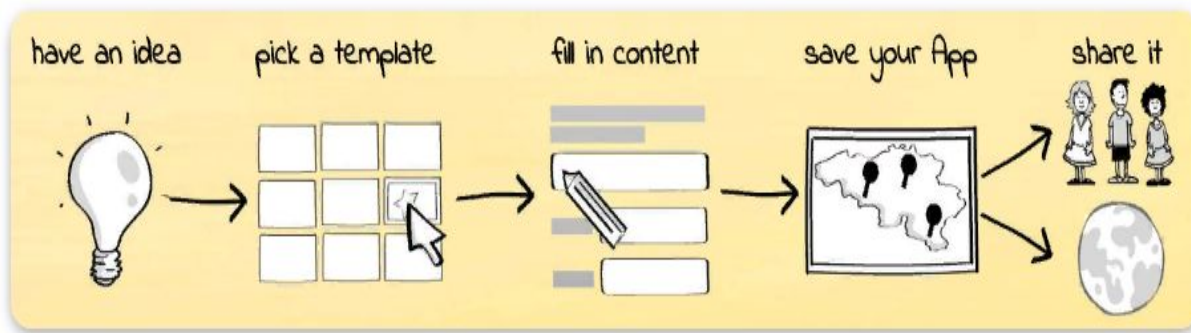 have an idea
pick a template
fill in content
save your App
share it